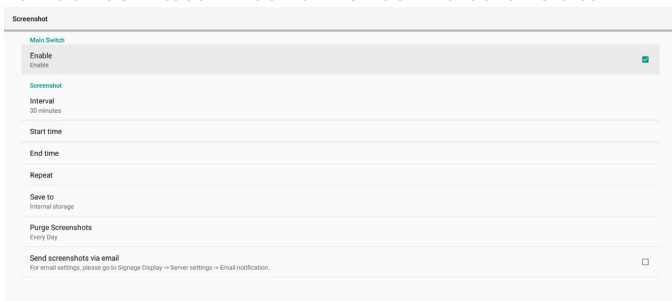 Screenshot
Main Switch
Enable
Enable
Screenshot
Interval
30 minutes
Start time
End time
Repeat
Save to
Internal storage
Purge Screenshots
Every Day
Send screenshots via email
For email settings, please go to Signage Display -> Server settings -> Email notification.